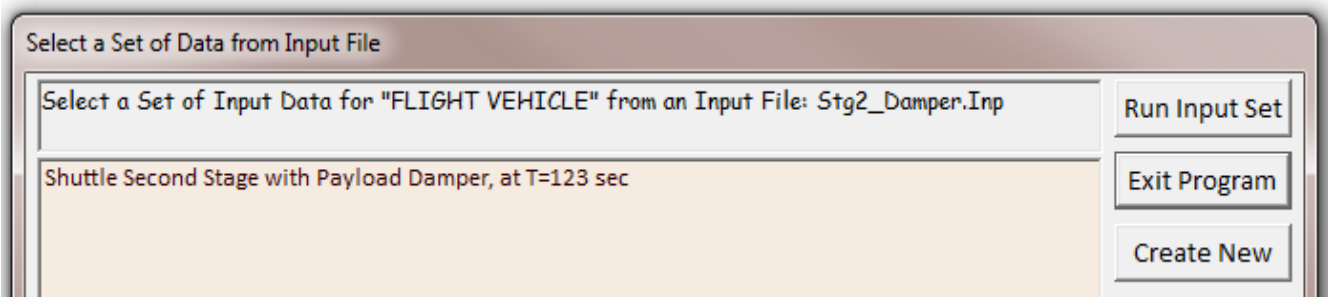 Select a Set of Data from Input File
Select a Set of Input Data for "FLIGHT VEHICLE" from an Input File: Stg2_Damper.Inp
Run Input Set
Shuttle Second Stage with Payload Damper, at T=123 sec
Exit Program
Create New